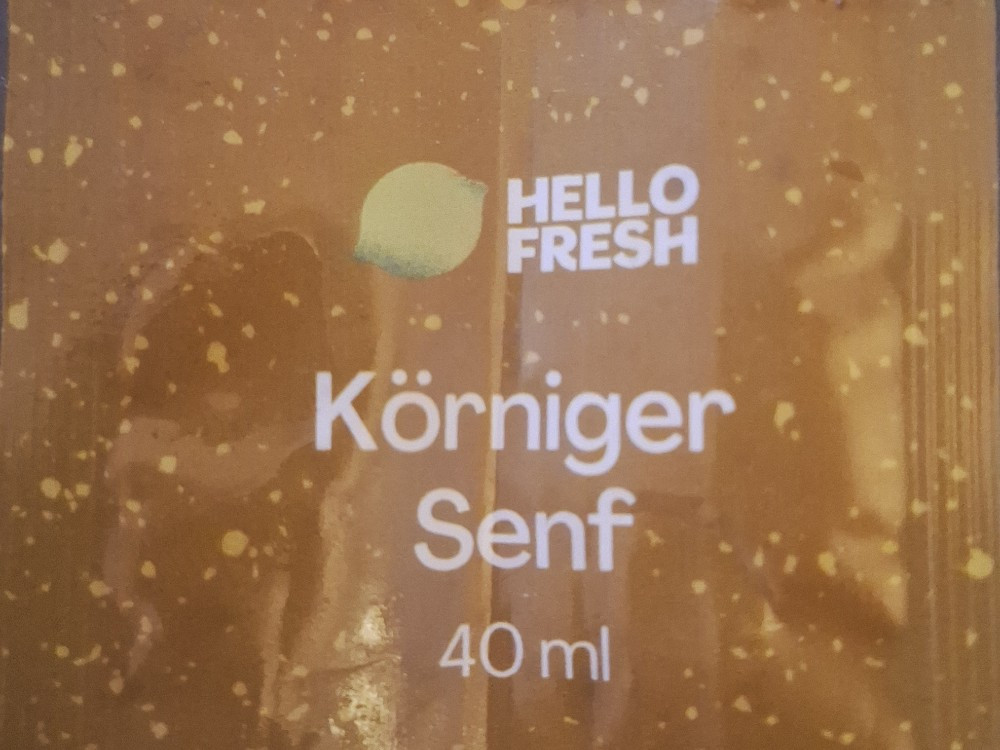 HELLO
FRESH
Körniger
Senf
40 ml